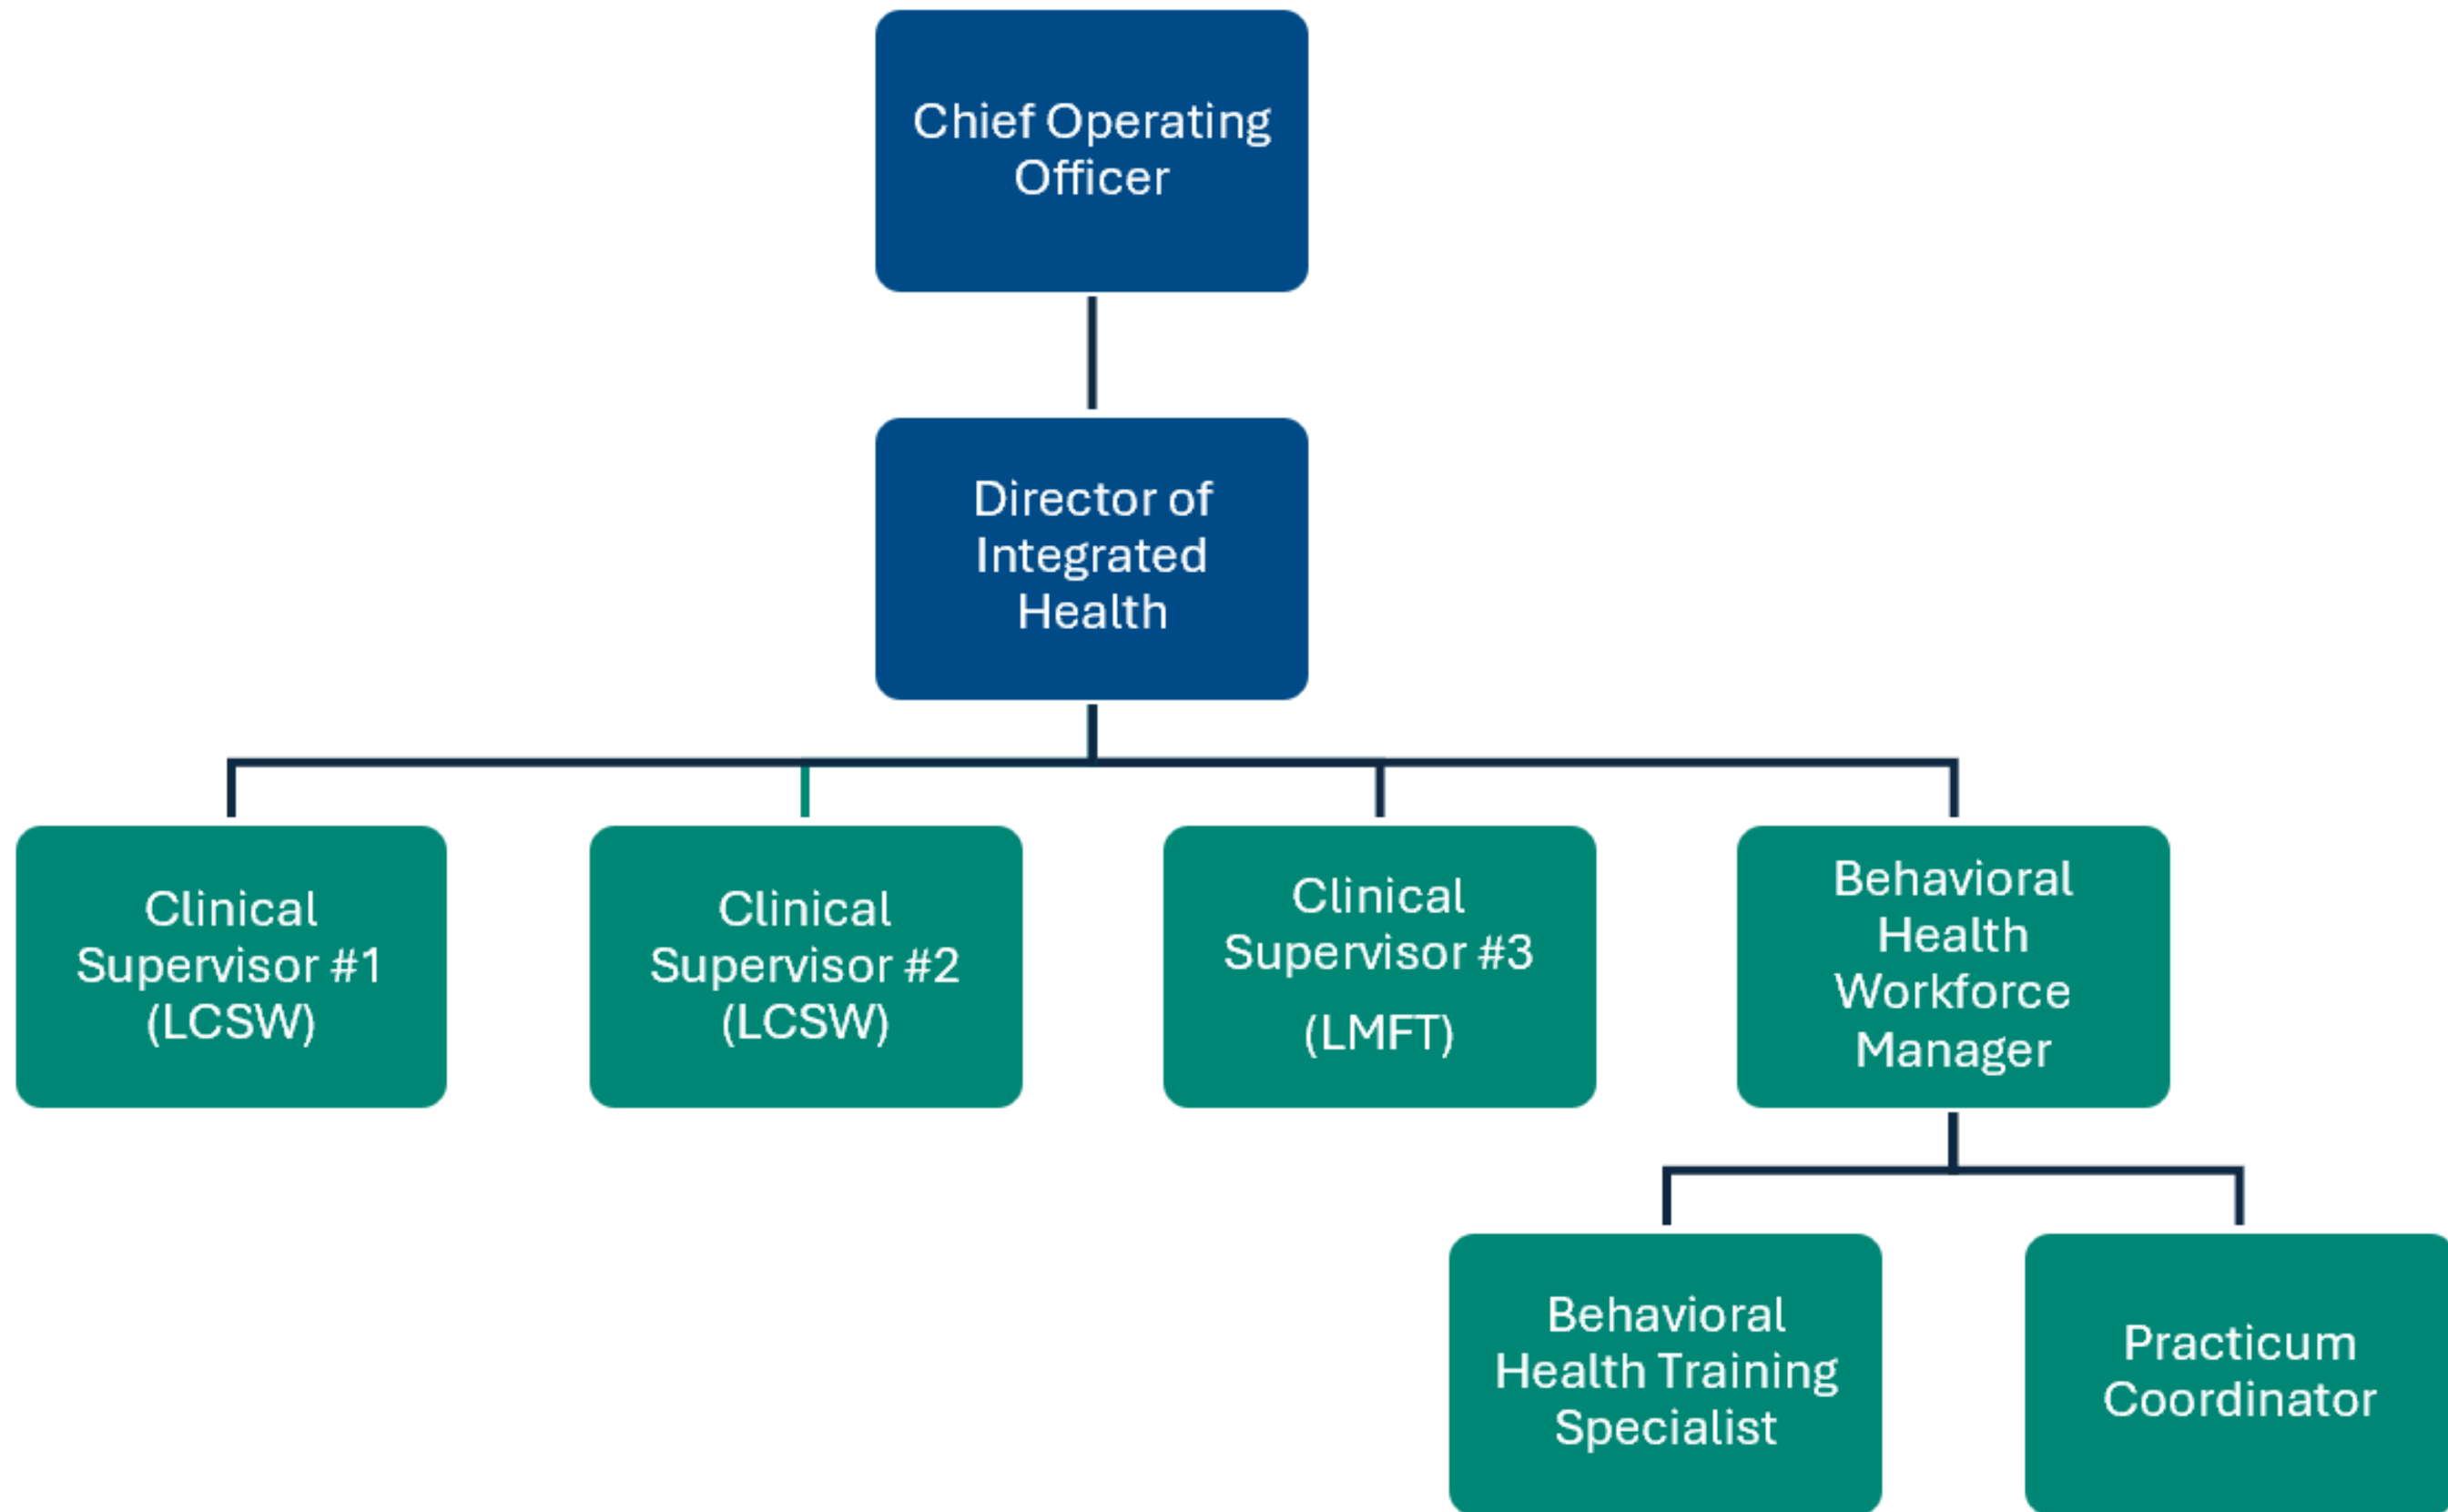 Chief Operating
Officer
Director of
Integrated
Health
Clinical
Supervisor #1
(LCSW)
Clinical
Supervisor #2
(LCSW)
Clinical
Supervisor #3
(LMFT)
Behavioral
Health
Workforce
Manager
Behavioral
Health Training
Specialist
Practicum
Coordinator